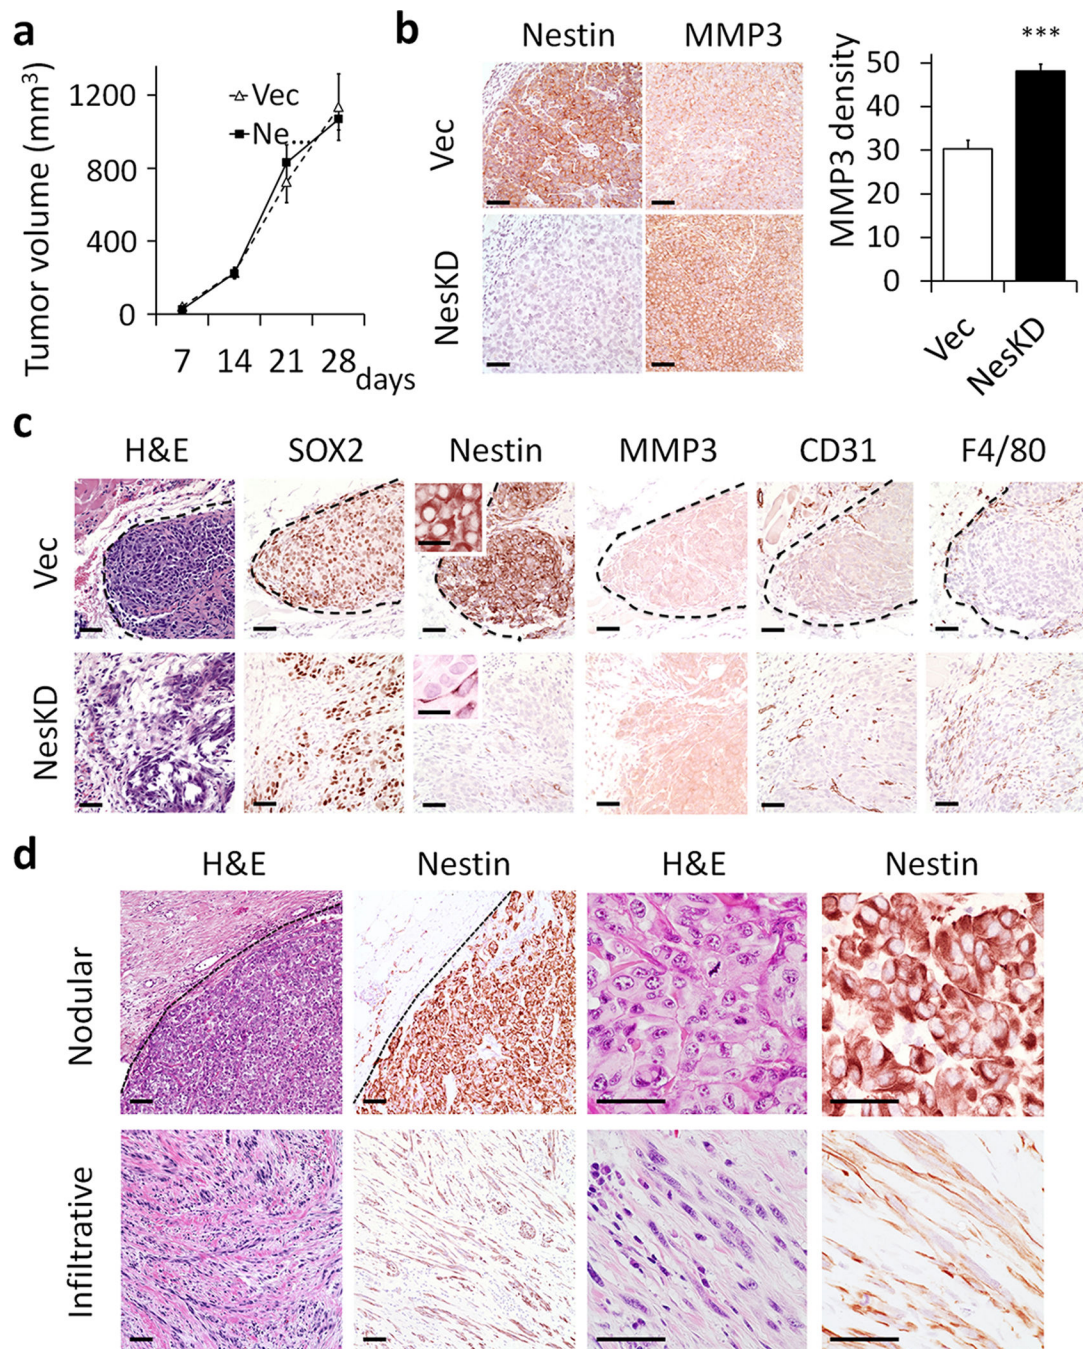 a
Tumor volume (mm³)
1200
800
400
0
Vec
Ne...
7 14 21 28 days
b
Nestin MMP3
Vec
NesKD
MMP3 density
***
50
40
30
20
10
0
Vec
NesKD
c
H&E SOX2 Nestin MMP3 CD31 F4/80
Vec
NesKD
d
H&E Nestin H&E Nestin
Nodular
Infiltrative